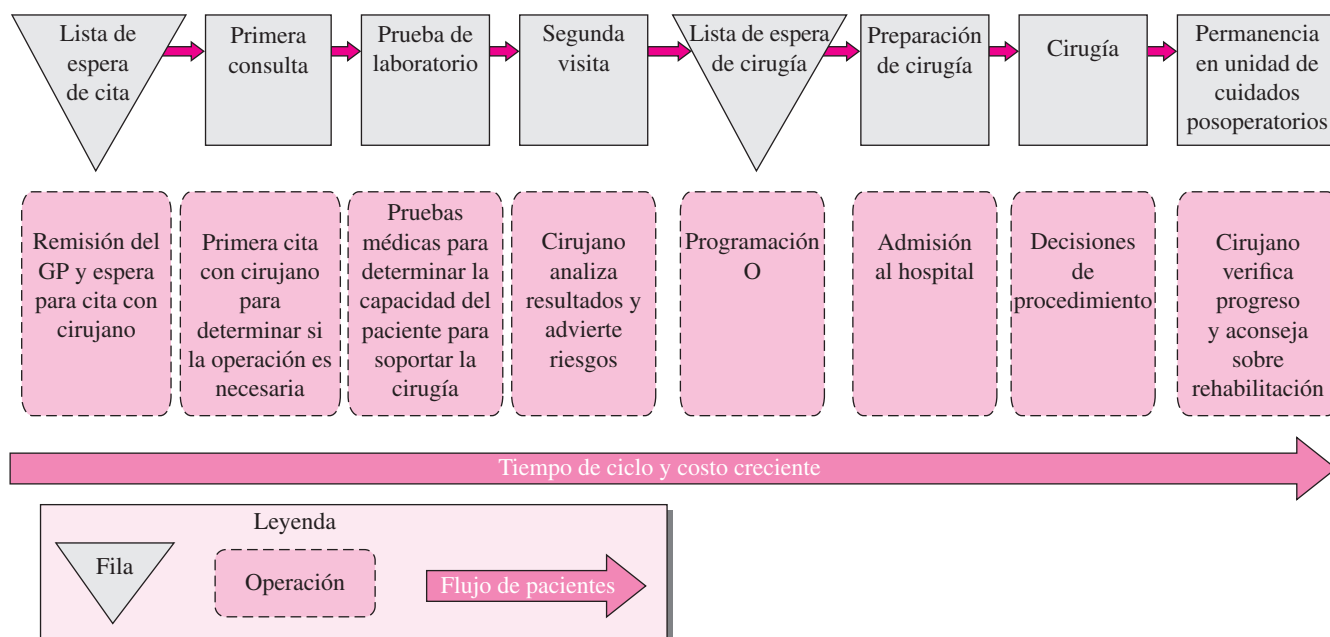 Lista de
espera
de cita
Primera
consulta
Prueba de
laboratorio
Segunda
visita
Lista de espera
de cirugía
Preparación
de cirugía
Cirugía
Permanencia
en unidad de
cuidados
posoperatorios
Remisión del
GP y espera
para cita con
cirujano
Primera cita
con cirujano
para
determinar si
la operación es
necesaria
Pruebas
médicas para
determinar la
capacidad del
paciente para
soportar la
cirugía
Cirujano
analiza
resultados y
advierte
riesgos
Programación
O
Admisión
al hospital
Decisiones
de
procedimiento
Cirujano
verifica
progreso
y aconseja
sobre
rehabilitación
Tiempo de ciclo y costo creciente
Leyenda
Fila
Operación
Flujo de pacientes